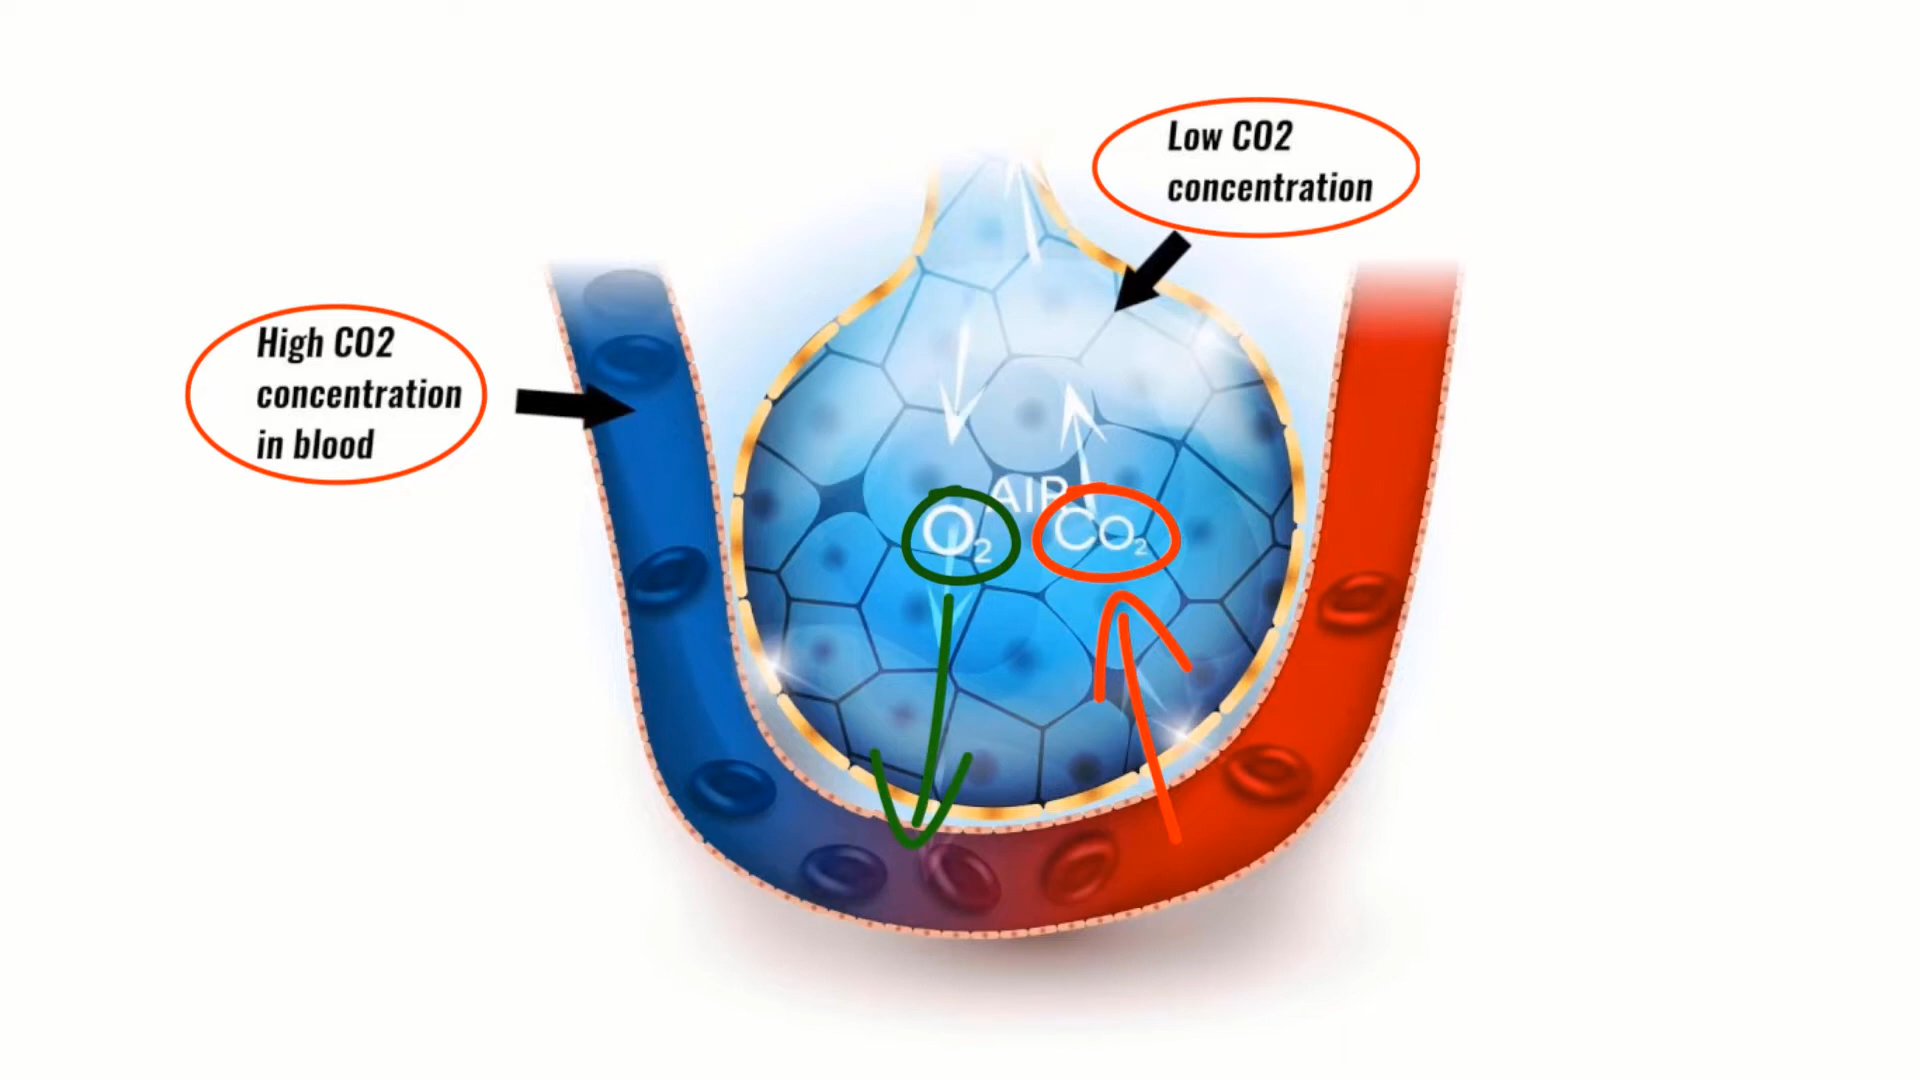 Low CO2
concentration
High CO2
concentration
in blood
AIR
O₂
CO₂